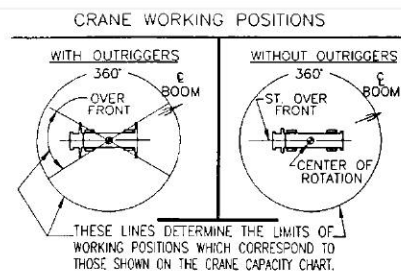 CRANE WORKING POSITIONS
WITH OUTRIGGERS
360°
℄
BOOM
OVER
FRONT
WITHOUT OUTRIGGERS
360°
℄
BOOM
ST. OVER
FRONT
CENTER OF
ROTATION
THESE LINES DETERMINE THE LIMITS OF
WORKING POSITIONS WHICH CORRESPOND TO
THOSE SHOWN ON THE CRANE CAPACITY CHART.